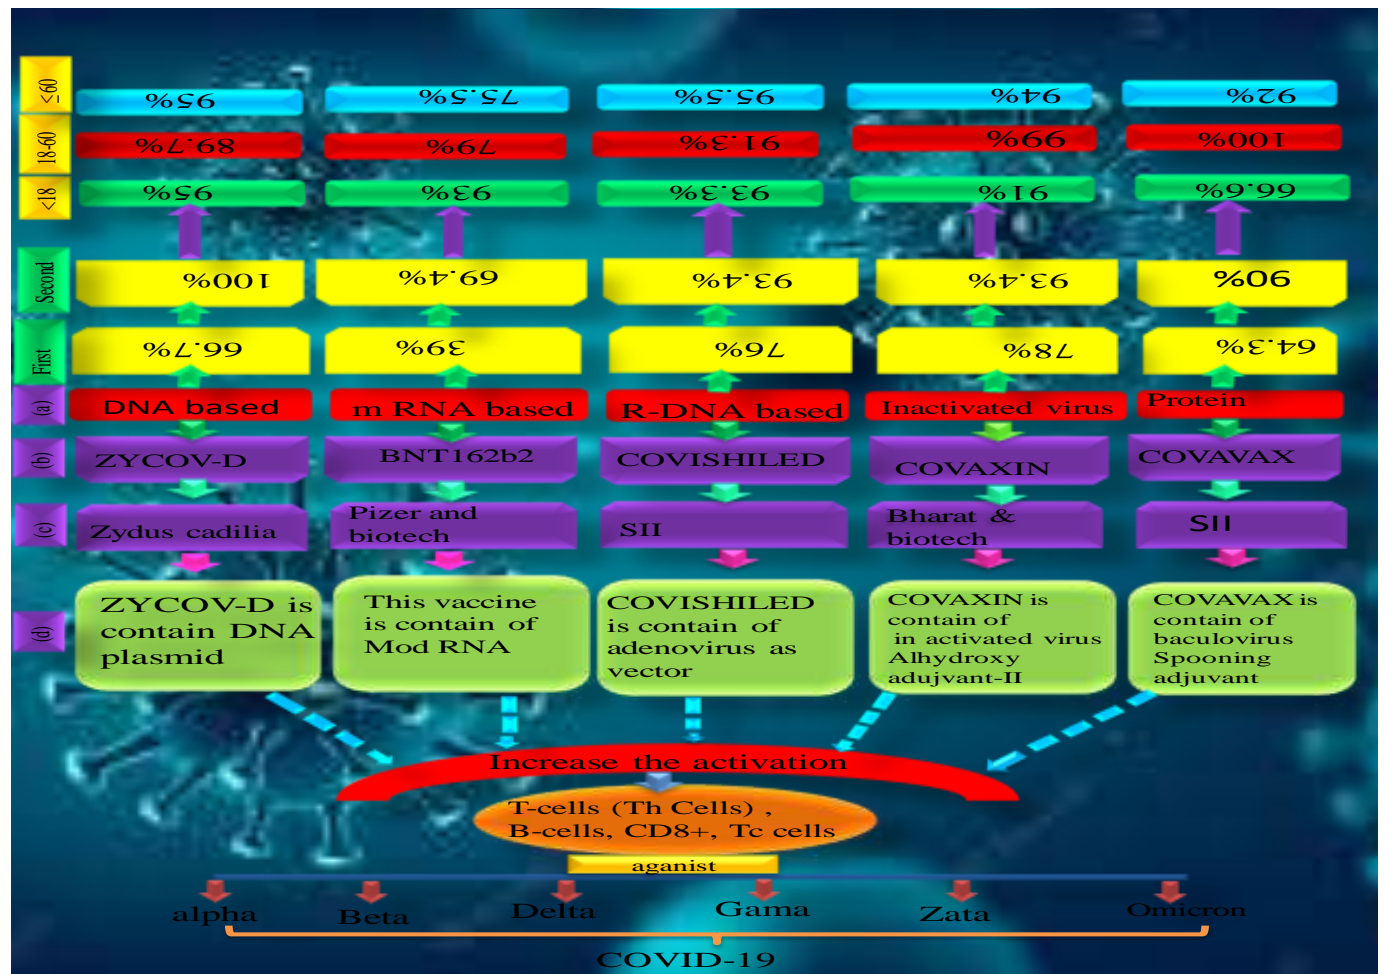 ≤60
95%
75.5%
95.5%
94%
92%
18-60
89.7%
79%
91.3%
99%
100%
<18
95%
93%
93.3%
91%
66.6%
Second
100%
69.4%
93.4%
93.4%
90%
First
66.7%
39%
76%
78%
64.3%
(a)
DNA based
m RNA based
R-DNA based
Inactivated virus
Protein
(b)
ZYCOV-D
BNT162b2
COVISHILED
COVAXIN
COVAVAX
(c)
Zydus cadilia
Pizer and
biotech
SII
Bharat &
biotech
SII
(d)
ZYCOV-D is
contain DNA
plasmid
This vaccine
is contain of
Mod RNA
COVISHILED
is contain of
adenovirus as
vector
COVAXIN is
contain of
in activated virus
Alhydroxy
adujvant-II
COVAVAX is
contain of
baculovirus
Spooning
adjuvant
Increase the activation
T-cells (Th Cells) ,
B-cells, CD8+, Tc cells
aganist
alpha
Beta
Delta
Gama
Zata
Omicron
COVID-19